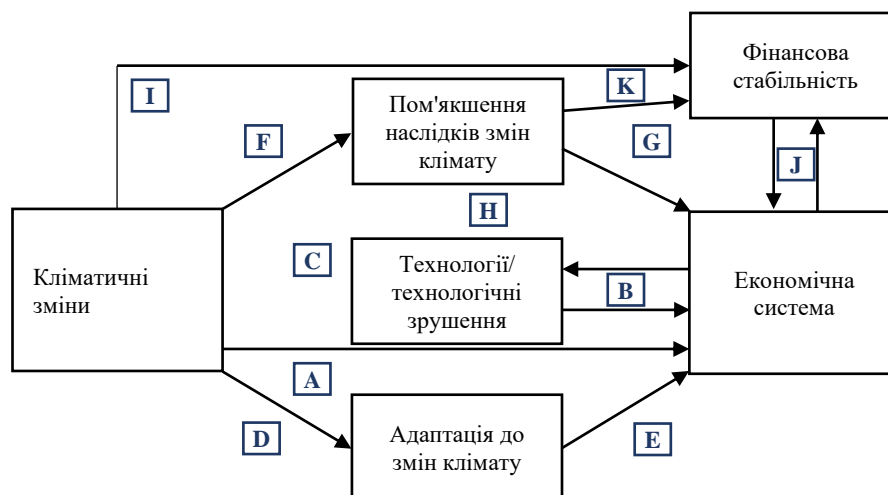 Фінансова
стабільність
I
K
Пом'якшення
наслідків змін
клімату
F
G
J
H
Кліматичні
зміни
C
Технології/
технологічні
зрушення
B
Економічна
система
A
D
Адаптація до
змін клімату
E